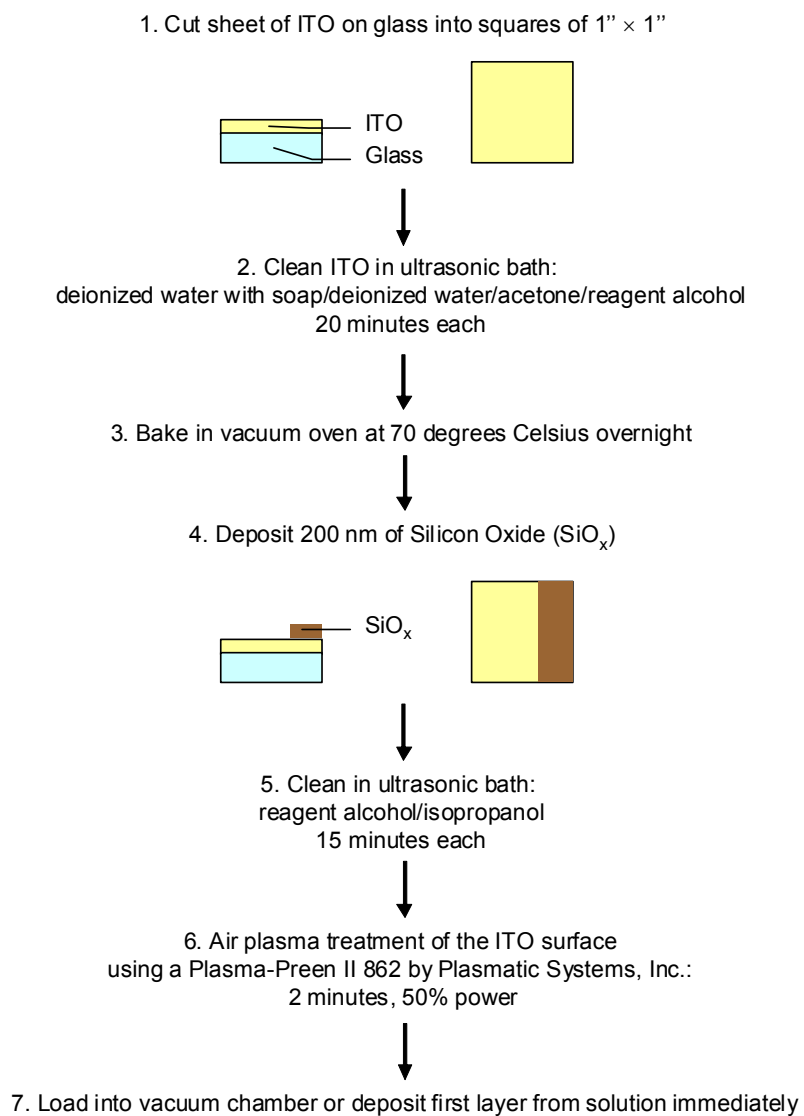 1. Cut sheet of ITO on glass into squares of 1’’ × 1’’
ITO
Glass
2. Clean ITO in ultrasonic bath:
deionized water with soap/deionized water/acetone/reagent alcohol
20 minutes each
3. Bake in vacuum oven at 70 degrees Celsius overnight
4. Deposit 200 nm of Silicon Oxide (SiOₓ)
SiOₓ
5. Clean in ultrasonic bath:
reagent alcohol/isopropanol
15 minutes each
6. Air plasma treatment of the ITO surface
using a Plasma-Preen II 862 by Plasmatic Systems, Inc.:
2 minutes, 50% power
7. Load into vacuum chamber or deposit first layer from solution immediately